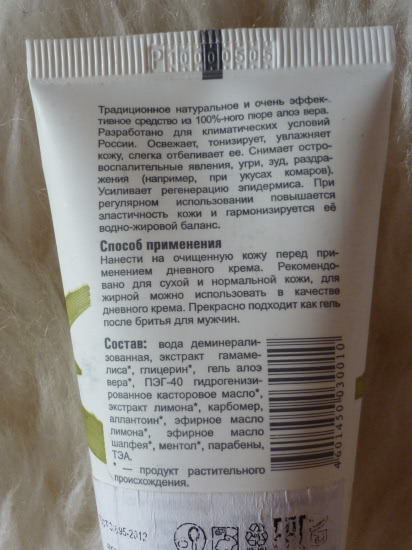 Традиционное натуральное и очень эффек-
тивное средство из 100%-ного пюре алоэ вера.
Разработано для климатических условий
России. Освежает, тонизирует, увлажняет
кожу, слегка отбеливает ее. Снимает остро-
воспалительные явления, угри, зуд, раздра-
жения (например, при укусах комаров).
Усиливает регенерацию эпидермиса. При
регулярном использовании повышается
эластичность кожи и гармонизируется её
водно-жировой баланс.
Способ применения
Нанести на очищенную кожу перед при-
менением дневного крема. Рекомендо-
вано для сухой и нормальной кожи, для
жирной можно использовать в качестве
дневного крема. Прекрасно подходит как гель
после бритья для мужчин.
Состав: вода деминерали-
зованная, экстракт гамаме-
лиса*, глицерин*, гель алоэ
вера*, ПЭГ-40 гидрогенизи-
рованное касторовое масло*,
экстракт лимона*, карбомер,
аллантоин*, эфирное масло
лимона*, эфирное масло
шалфея*, ментол*, парабены,
ТЭА.
* — продукт растительного
происхождения.
4601450030010